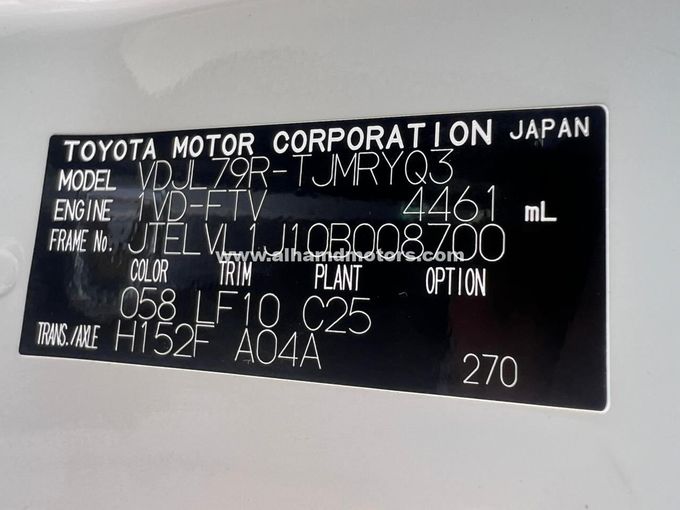 TOYOTA MOTOR CORPORATION JAPAN
MODEL VDJL79R-TJMRYQ3
ENGINE 1VD-FTV 4461 mL
FRAME No. JTELVL1J10B008700
www.alhamdmotors.com
COLOR TRIM PLANT OPTION
058 LF10 C25
TRANS./AXLE H152F A04A
270